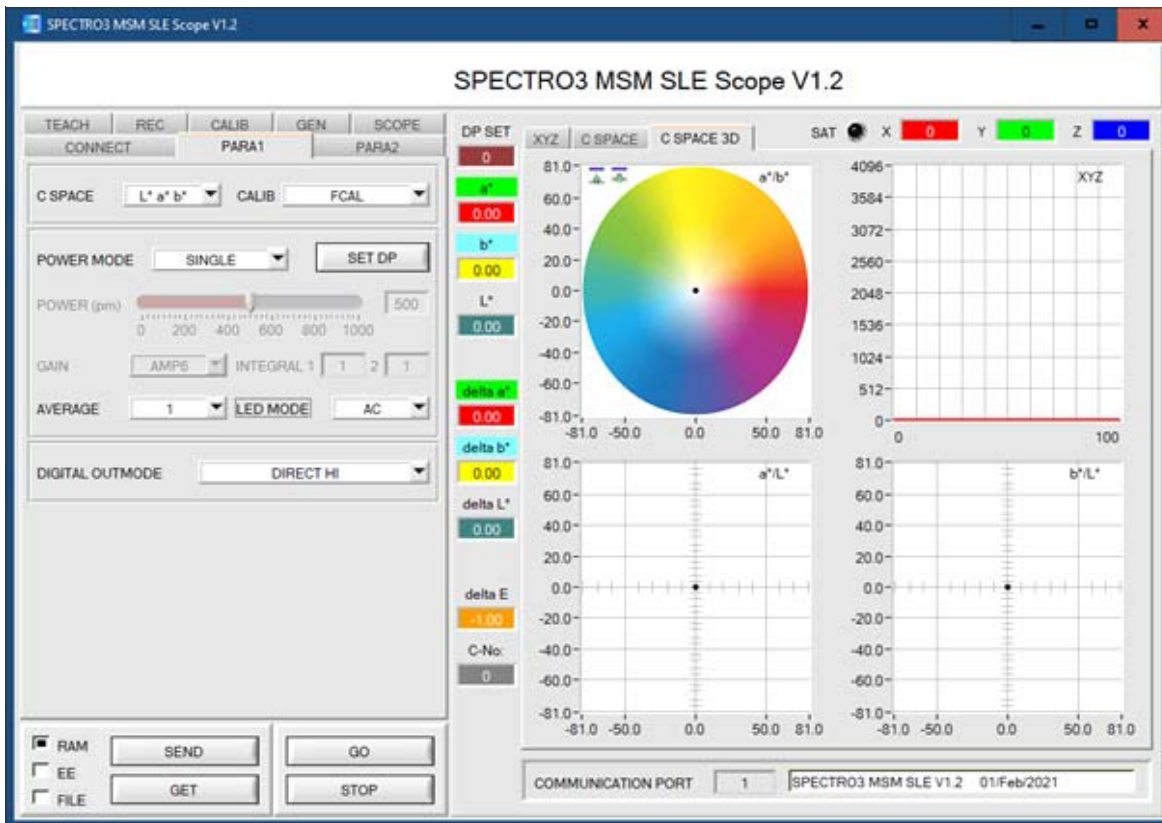 SPECTRO3 MSM SLE Scope V1.2
SPECTRO3 MSM SLE Scope V1.2
TEACH REC CALIB GEN SCOPE
CONNECT PARA1 PARA2
C SPACE L* a* b* CALIB FCAL
POWER MODE SINGLE SET DP
POWER (pm) 500
0 200 400 600 800 1000
GAIN AMP6 INTEGRAL 1 1 2 1
AVERAGE 1 LED MODE AC
DIGITAL OUTMODE DIRECT HI
RAM SEND GO
EE
FILE GET STOP
DP SET
0
a*
0.00
b*
0.00
L*
0.00
delta a*
0.00
delta b*
0.00
delta L*
0.00
delta E
-1.00
C-No:
0
XYZ C SPACE C SPACE 3D SAT X 0 Y 0 Z 0
a*/b*
81.0
60.0
40.0
20.0
0.0
-20.0
-40.0
-60.0
-81.0
-81.0 -50.0 0.0 50.0 81.0
XYZ
4096
3584
3072
2560
2048
1536
1024
512
0
0 100
a*/L*
81.0
60.0
40.0
20.0
0.0
-20.0
-40.0
-60.0
-81.0
-81.0 -50.0 0.0 50.0 81.0
b*/L*
81.0
60.0
40.0
20.0
0.0
-20.0
-40.0
-60.0
-81.0
-81.0 -50.0 0.0 50.0 81.0
COMMUNICATION PORT 1 SPECTRO3 MSM SLE V1.2 01/Feb/2021